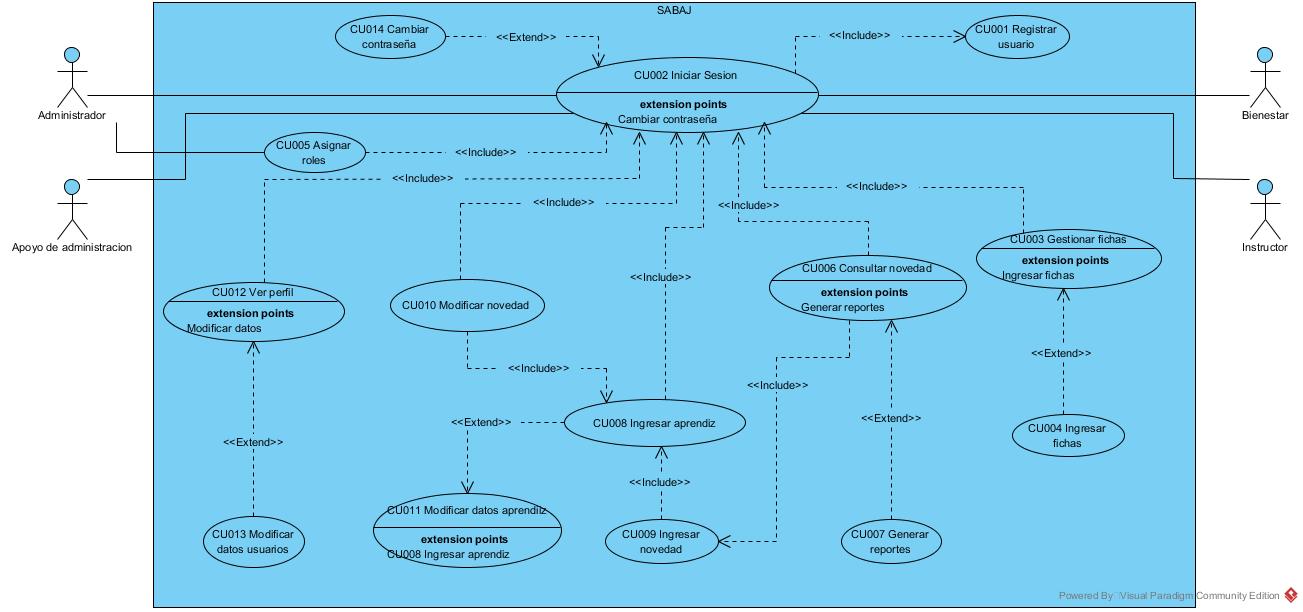 SABAJ
CU014 Cambiar
contraseña
<<Extend>>
<<Include>>
CU001 Registrar
usuario
CU002 Iniciar Sesion
extension points
Cambiar contraseña
Administrador
Bienestar
CU005 Asignar
roles
<<Include>>
<<Include>>
<<Include>>
<<Include>>
<<Include>>
Apoyo de administracion
Instructor
CU003 Gestionar fichas
extension points
Ingresar fichas
CU006 Consultar novedad
extension points
Generar reportes
<<Include>>
CU012 Ver perfil
extension points
Modificar datos
CU010 Modificar novedad
<<Extend>>
<<Include>>
<<Include>>
<<Extend>>
CU008 Ingresar aprendiz
<<Extend>>
CU004 Ingresar
fichas
<<Extend>>
<<Include>>
CU011 Modificar datos aprendiz
extension points
CU008 Ingresar aprendiz
CU013 Modificar
datos usuarios
CU009 Ingresar
novedad
CU007 Generar
reportes
Powered By Visual Paradigm Community Edition